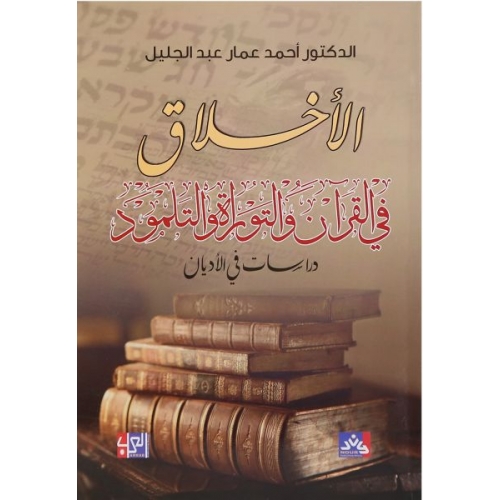 الدكتور أحمد عمار عبد الجليل
الأخلاق
في القرآن والتوراة والتلمود
دراسات في الأديان